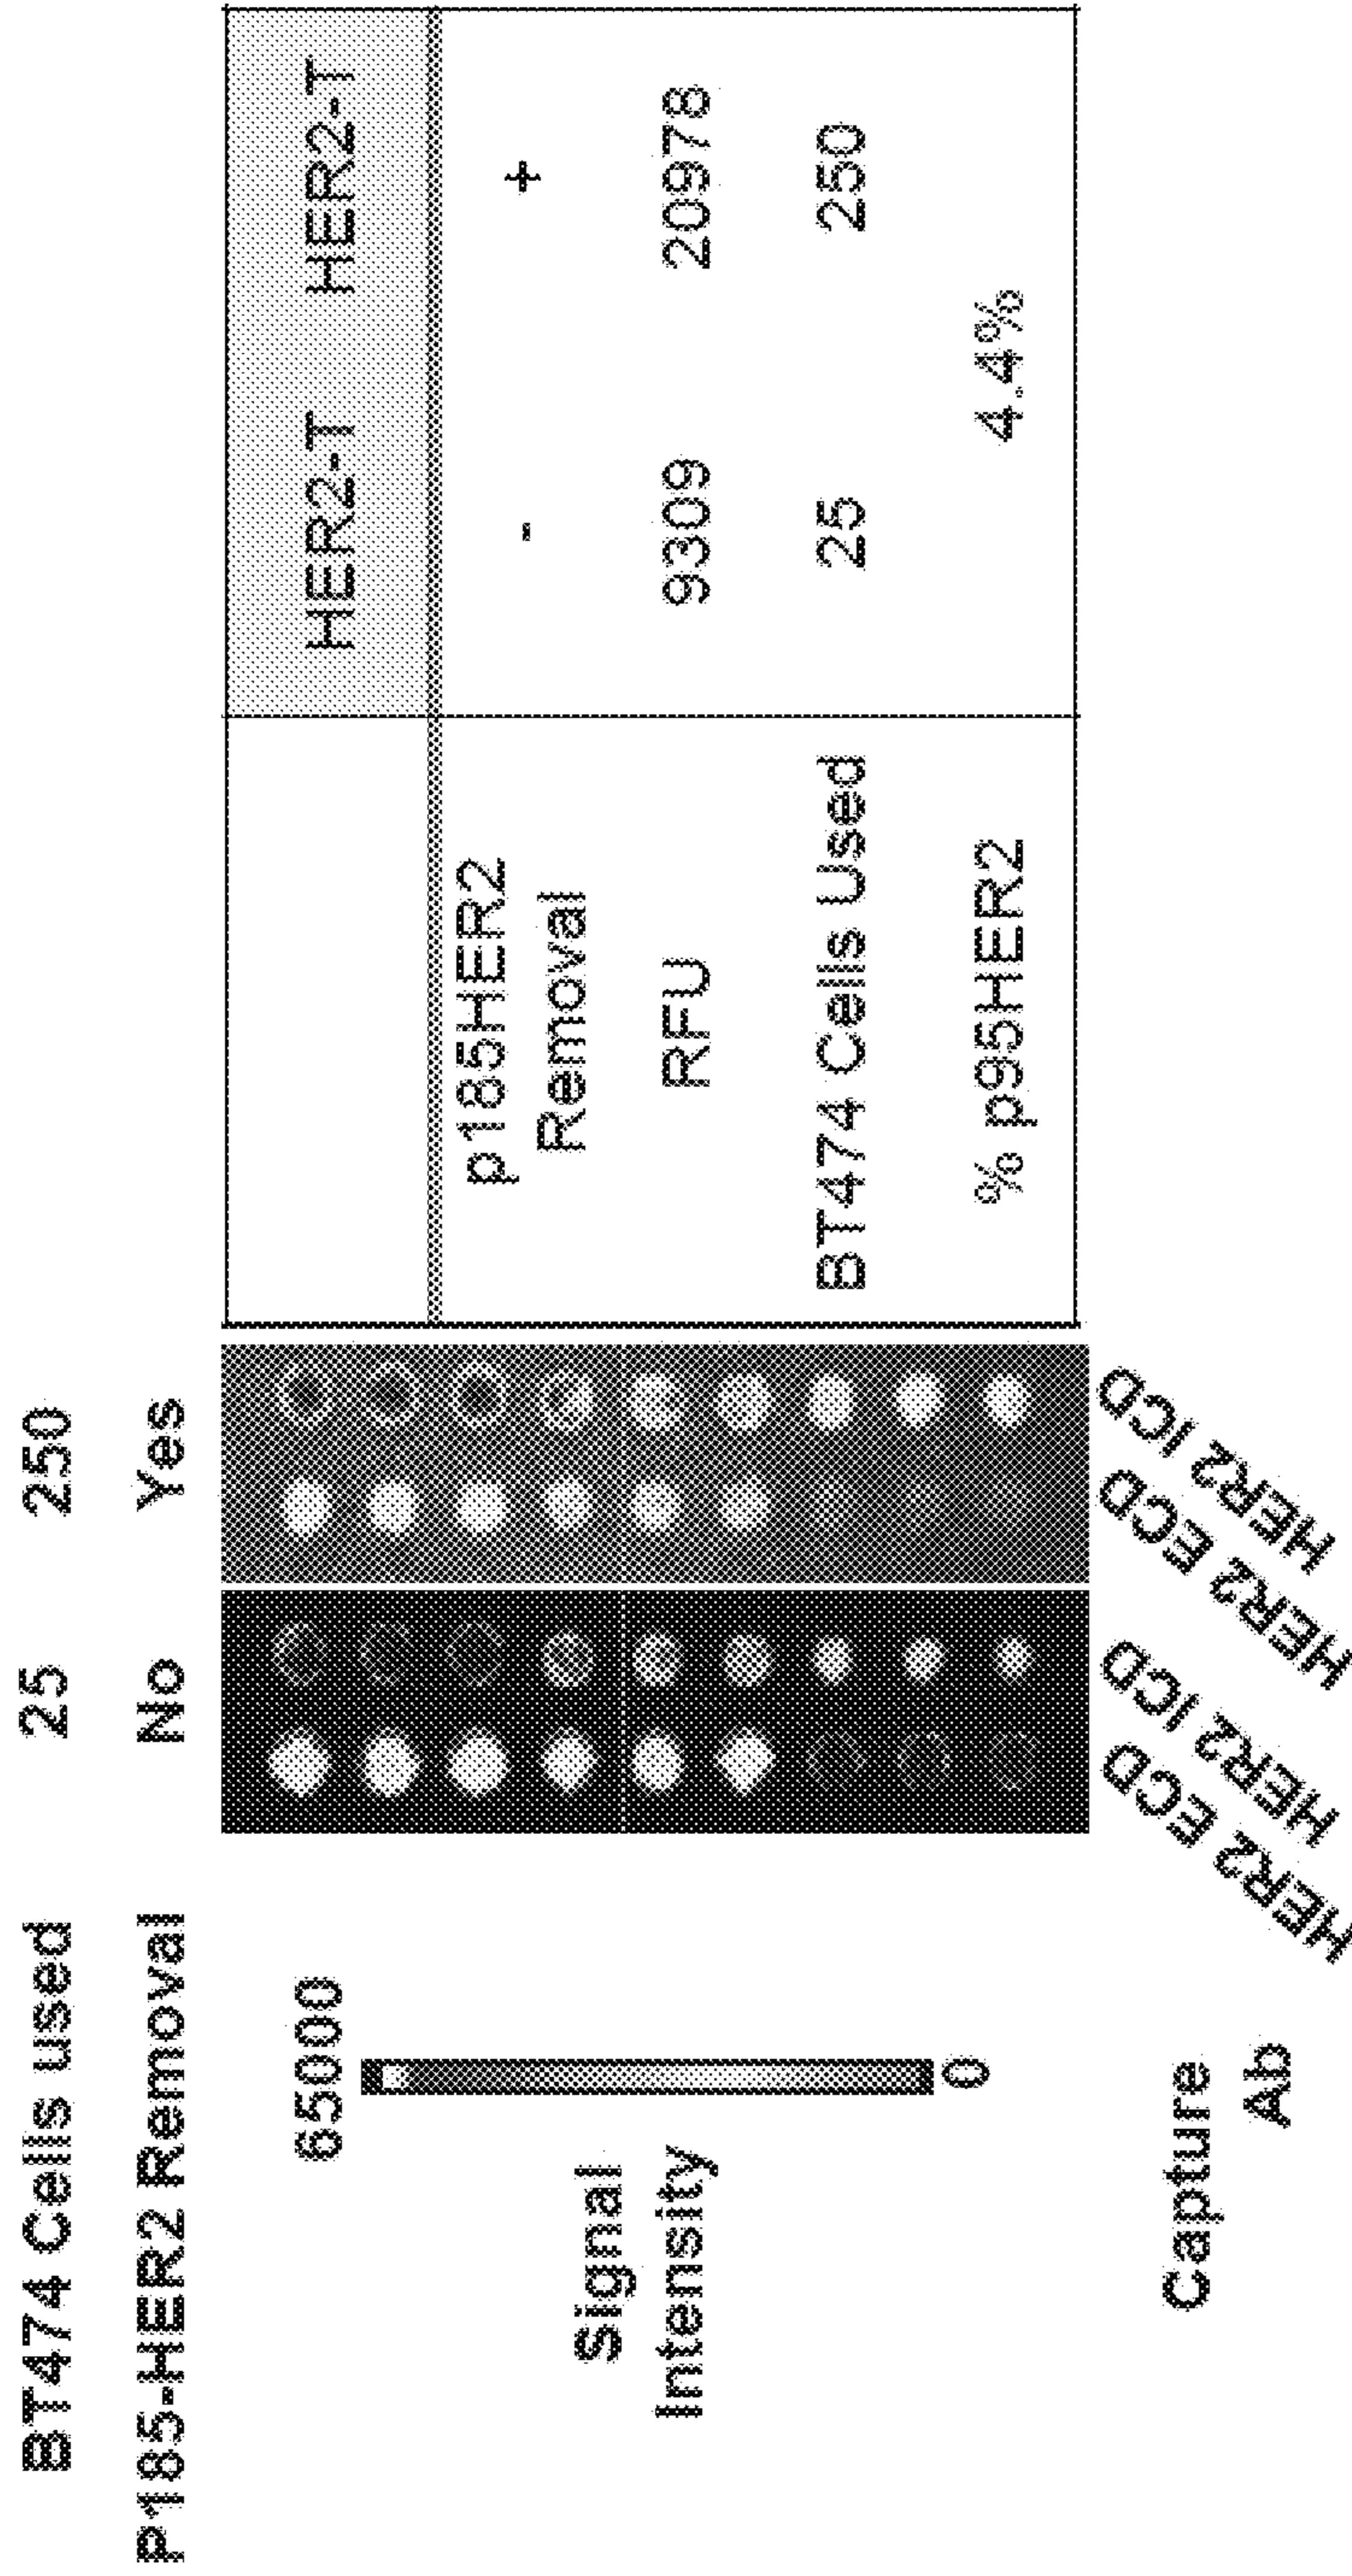 BT474 Cells used 25 250
P185-HER2 Removal No Yes
65000
Signal
Intensity
0
Capture
Ab
HER2 ECD
HER2 ICD
HER2 ECD
HER2 ICD
HER2-T HER2-T
p185HER2
Removal - +
RFU 9309 20978
BT474 Cells Used 25 250
% p95HER2 4.4%